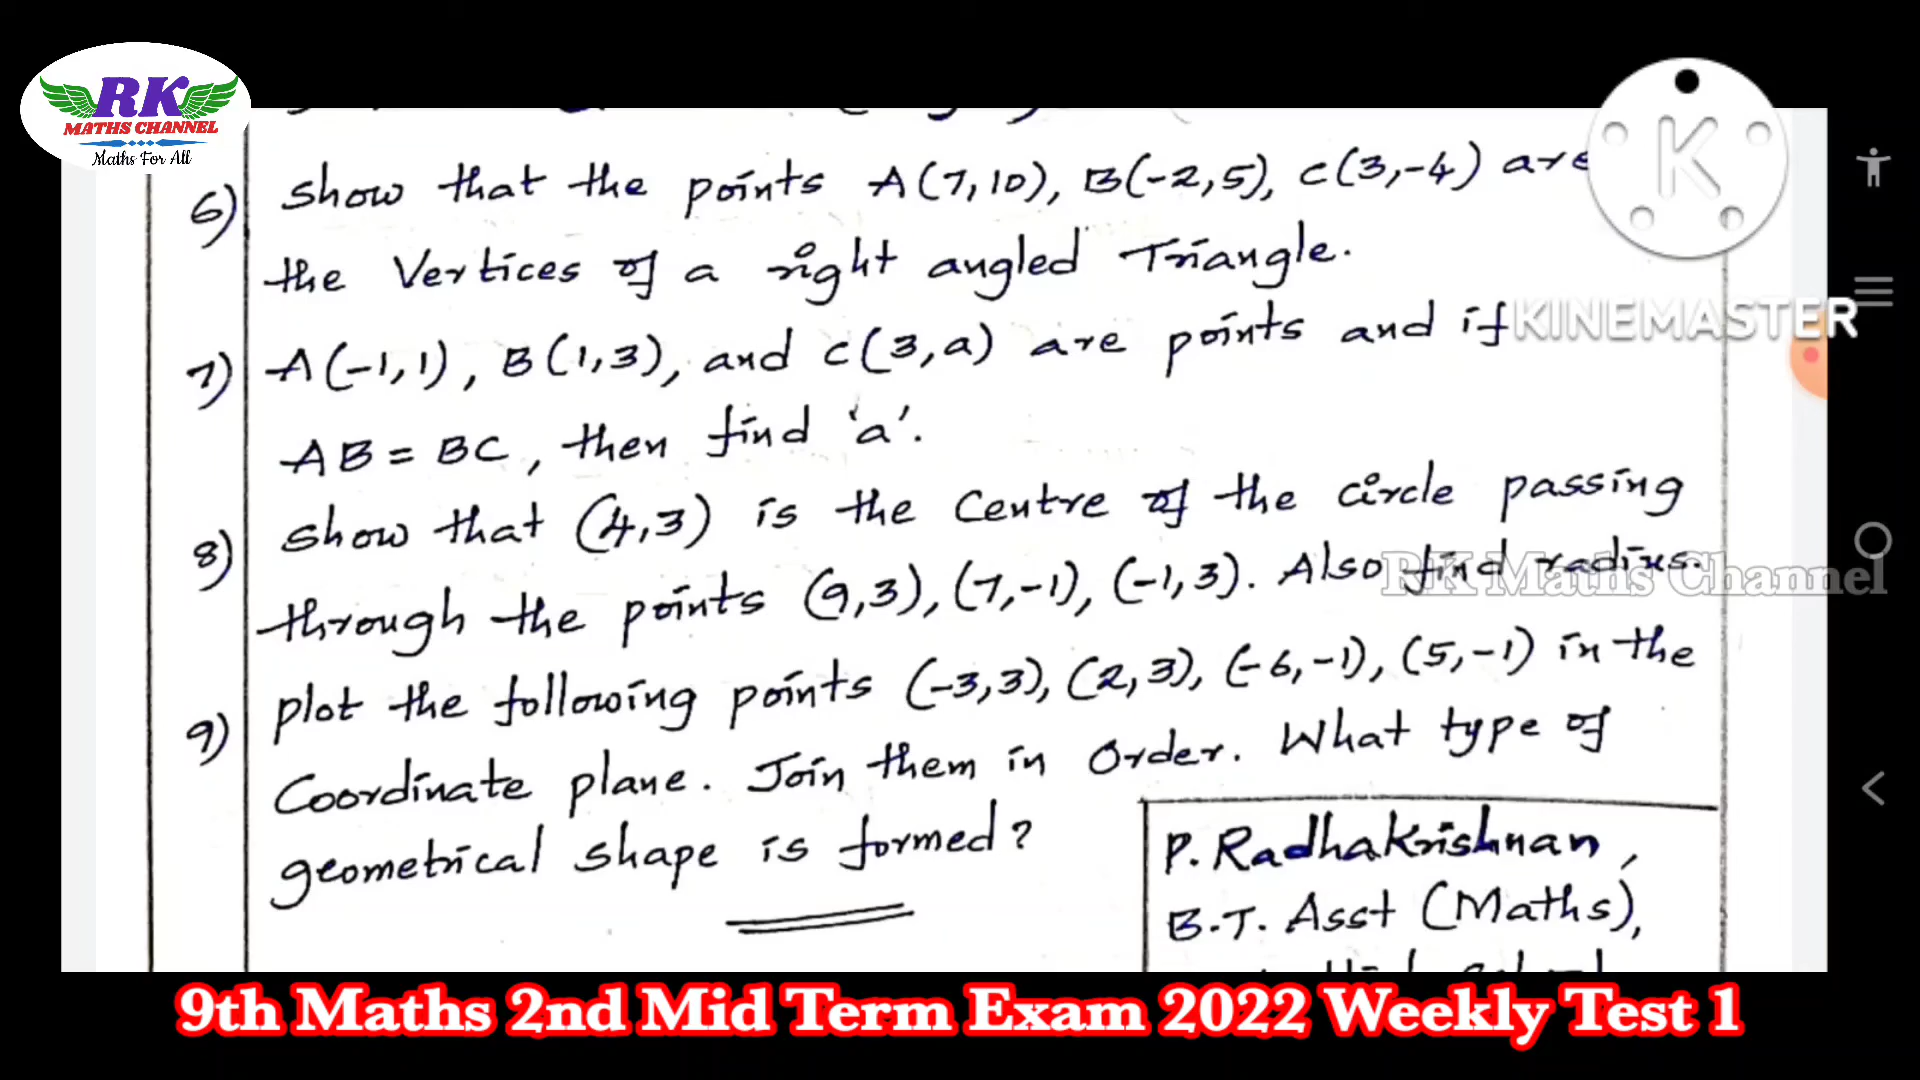 RK
MATHS CHANNEL
Maths For All
6) Show that the points A(7,10), B(-2,5), C(3,-4) are
the Vertices of a right angled Triangle.
KINEMASTER
7) A(-1,1), B(1,3), and C(3,a) are points and if
AB = BC, then find 'a'.
8) Show that (4,3) is the Centre of the circle passing
through the points (9,3), (7,-1), (-1,3). Also find radius.
RK Maths Channel
9) plot the following points (-3,3), (2,3), (-6,-1), (5,-1) in the
Coordinate plane. Join them in Order. What type of
geometrical shape is formed?
P. Radhakrishnan,
B.T. Asst (Maths),
9th Maths 2nd Mid Term Exam 2022 Weekly Test 1